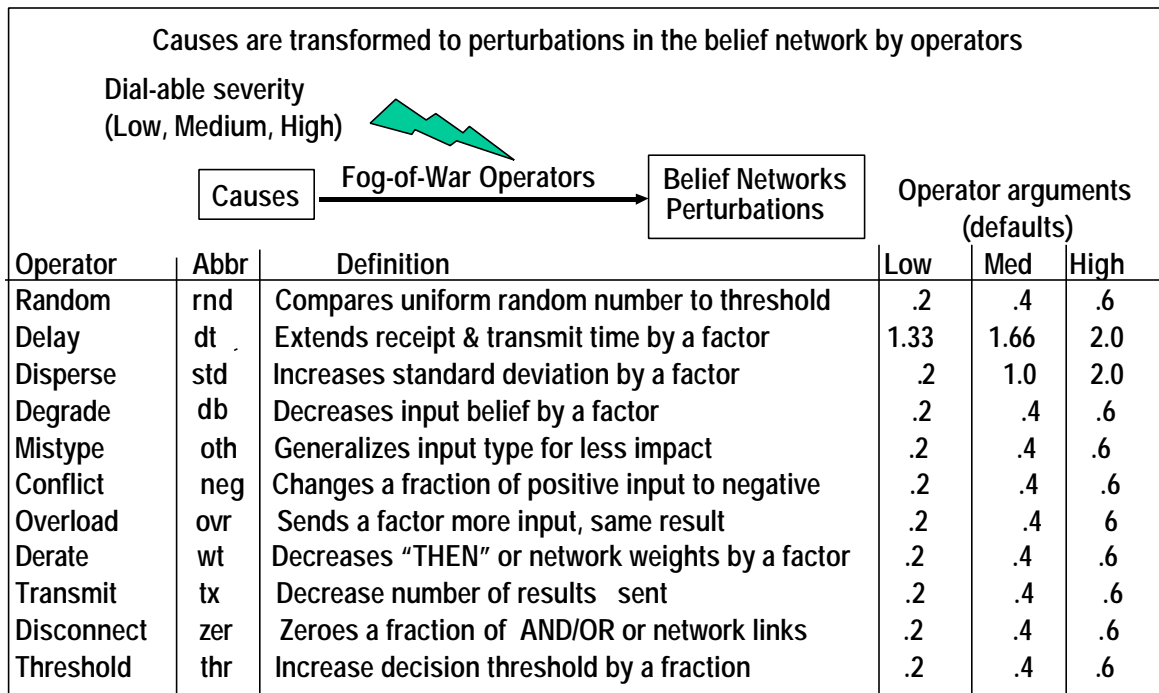 Causes are transformed to perturbations in the belief network by operators
Dial-able severity
(Low, Medium, High)
Causes
Fog-of-War Operators
Belief Networks
Perturbations
Operator arguments
(defaults)
Operator Abbr Definition Low Med High
Random rnd Compares uniform random number to threshold .2 .4 .6
Delay dt Extends receipt & transmit time by a factor 1.33 1.66 2.0
Disperse std Increases standard deviation by a factor .2 1.0 2.0
Degrade db Decreases input belief by a factor .2 .4 .6
Mistype oth Generalizes input type for less impact .2 .4 .6
Conflict neg Changes a fraction of positive input to negative .2 .4 .6
Overload ovr Sends a factor more input, same result .2 .4 6
Derate wt Decreases “THEN” or network weights by a factor .2 .4 .6
Transmit tx Decrease number of results sent .2 .4 .6
Disconnect zer Zeroes a fraction of AND/OR or network links .2 .4 .6
Threshold thr Increase decision threshold by a fraction .2 .4 .6